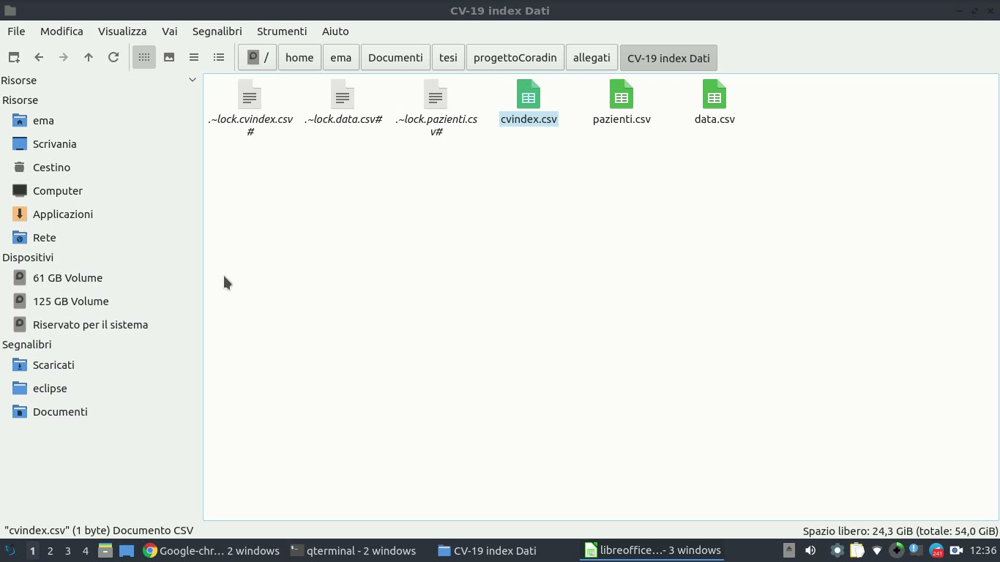 CV-19 index Dati
File Modifica Visualizza Vai Segnalibri Strumenti Aiuto
/ home ema Documenti tesi progettoCoradin allegati CV-19 index Dati
Risorse
Risorse
ema
Scrivania
Cestino
Computer
Applicazioni
Rete
Dispositivi
61 GB Volume
125 GB Volume
Riservato per il sistema
Segnalibri
Scaricati
eclipse
Documenti
.~lock.cvindex.csv
#
.~lock.data.csv#
.~lock.pazienti.cs
v#
cvindex.csv
pazienti.csv
data.csv
"cvindex.csv" (1 byte) Documento CSV
Spazio libero: 24,3 GiB (totale: 54,0 GiB)
1 2 3 4 Google-chr... 2 windows qterminal - 2 windows CV-19 index Dati libreoffice...- 3 windows 241 12:36